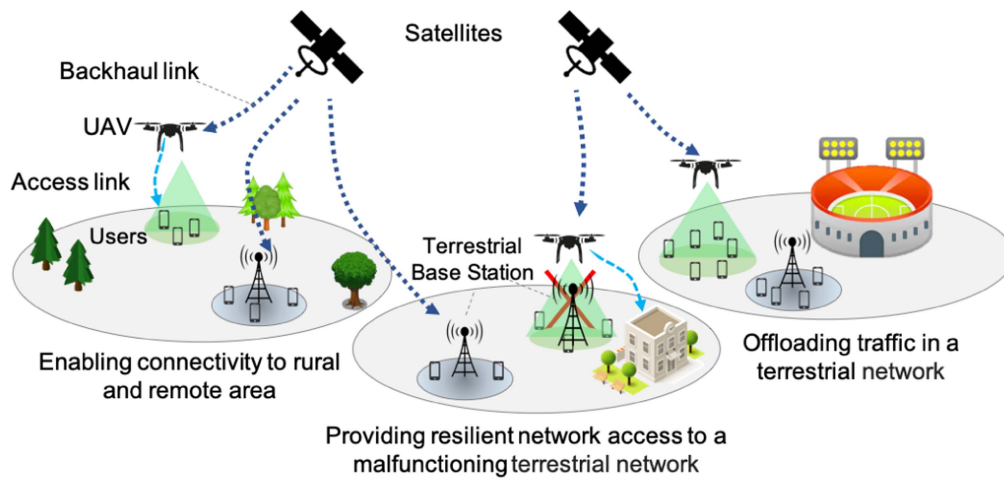 Satellites
Backhaul link
UAV
Access link
Users
Terrestrial
Base Station
Enabling connectivity to rural
and remote area
Offloading traffic in a
terrestrial network
Providing resilient network access to a
malfunctioning terrestrial network